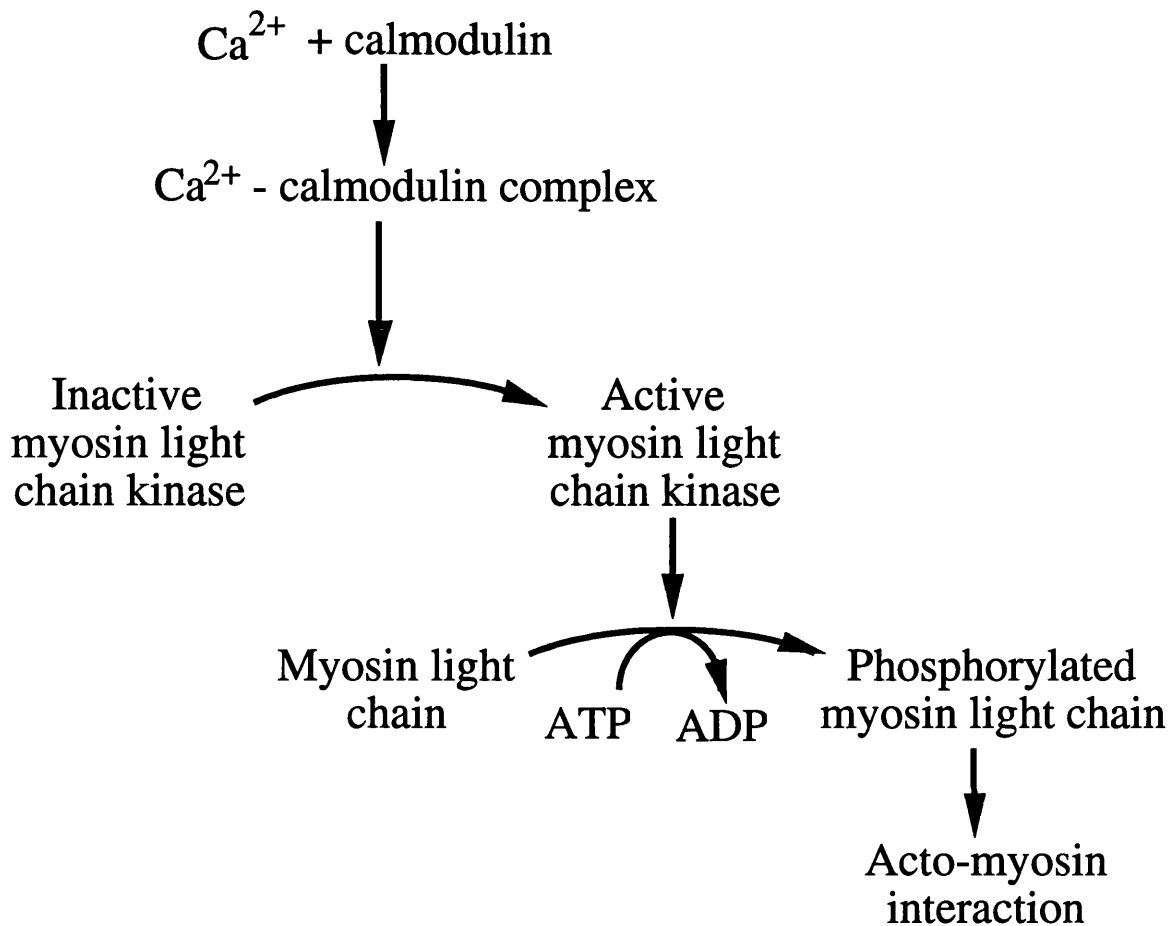 Ca2+ + calmodulin
Ca2+ - calmodulin complex
Inactive
myosin light
chain kinase
Active
myosin light
chain kinase
Myosin light
chain
ATP
ADP
Phosphorylated
myosin light chain
Acto-myosin
interaction